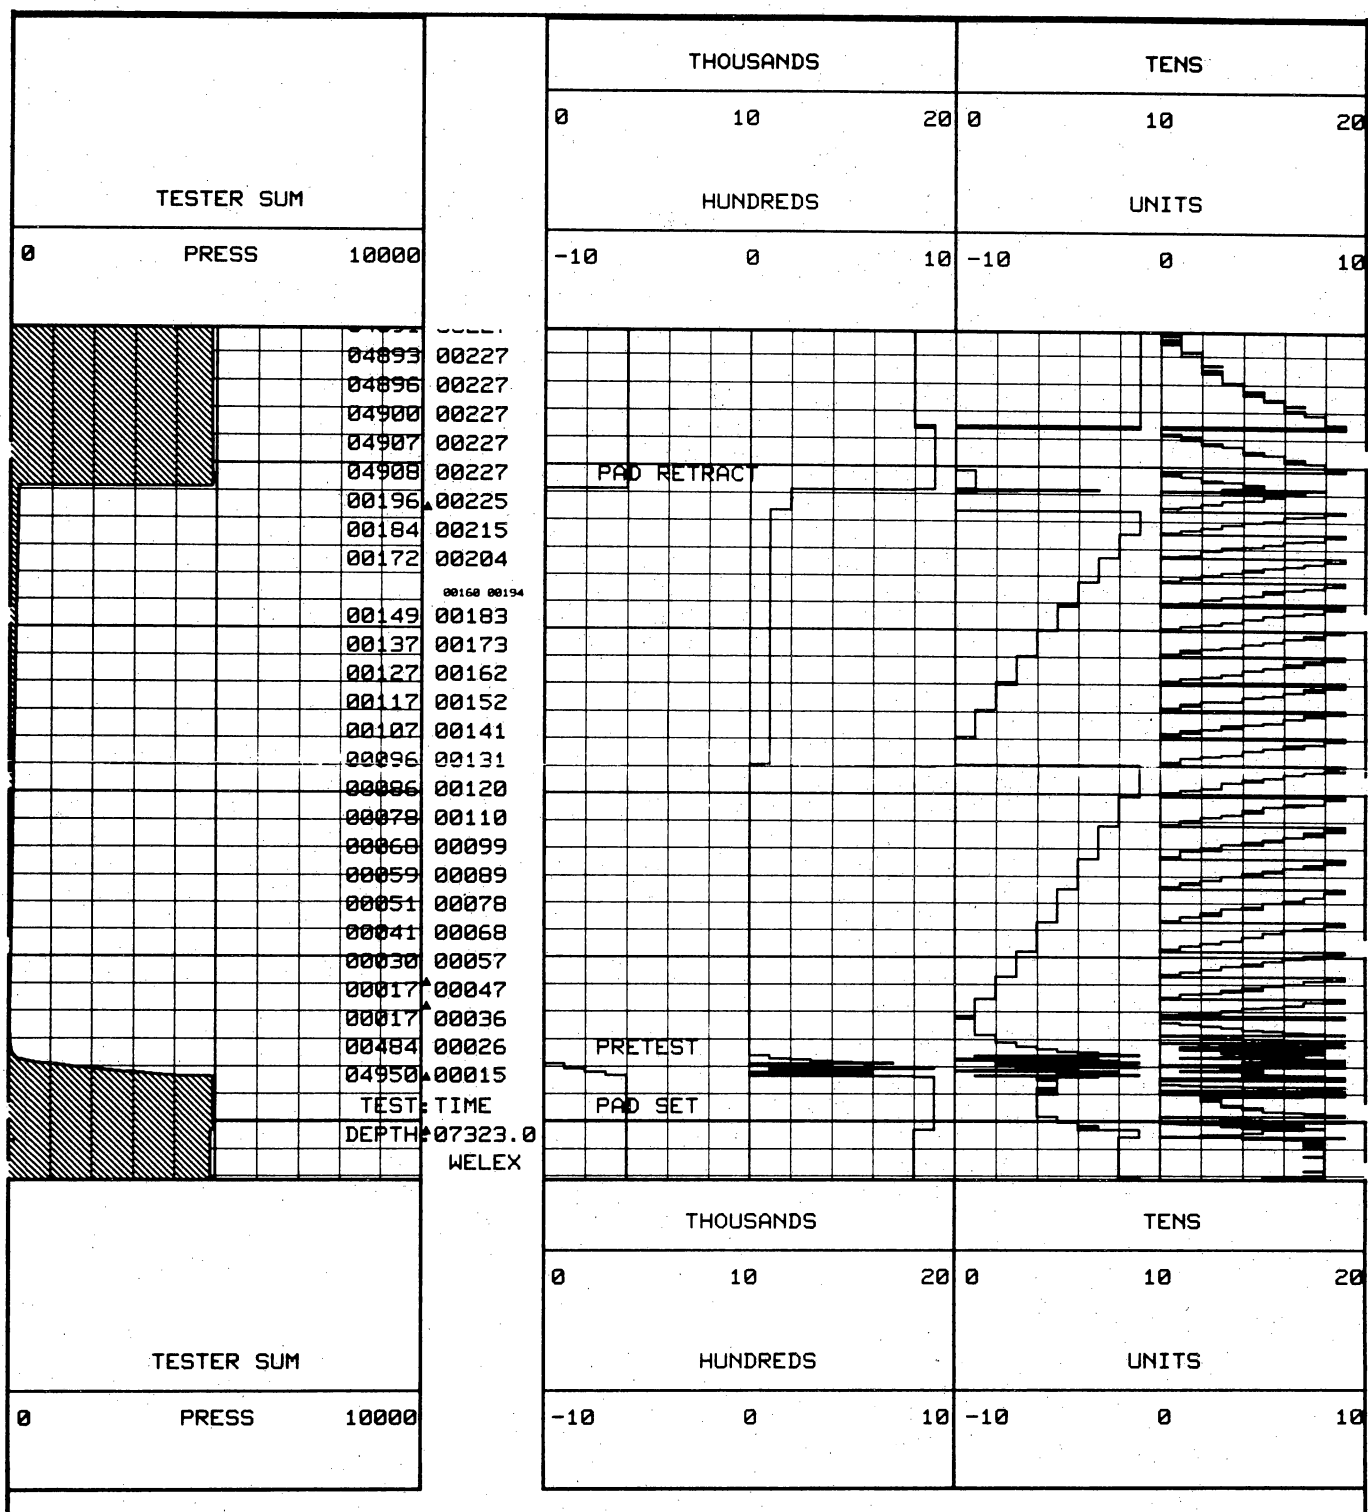 THOUSANDS TENS
0 10 20 0 10 20
TESTER SUM HUNDREDS UNITS
0 PRESS 10000 -10 0 10 -10 0 10
04893 00227
04896 00227
04900 00227
04907 00227
04908 00227 PAD RETRACT
00196 00225
00184 00215
00172 00204
00160 00194
00149 00183
00137 00173
00127 00162
00117 00152
00107 00141
00096 00131
00086 00120
00078 00110
00068 00099
00059 00089
00051 00078
00041 00068
00030 00057
00017 00047
00017 00036
00484 00026 PRETEST
04950 00015
TEST: TIME PAD SET
DEPTH: 07323.0
WELEX
THOUSANDS TENS
0 10 20 0 10 20
TESTER SUM HUNDREDS UNITS
0 PRESS 10000 -10 0 10 -10 0 10